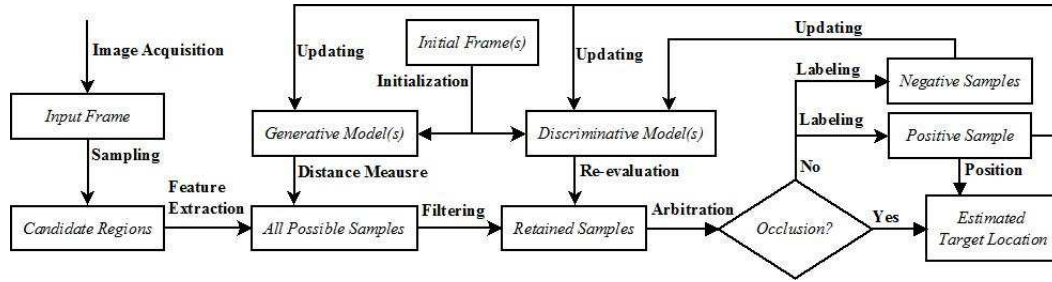 Image Acquisition
Updating
Initial Frame(s)
Updating
Updating
Initialization
Labeling
Negative Samples
Input Frame
Generative Model(s)
Discriminative Model(s)
Labeling
Positive Sample
Sampling
Distance Meausre
Re-evaluation
No
Position
Feature
Extraction
Candidate Regions
All Possible Samples
Filtering
Retained Samples
Arbitration
Occlusion?
Yes
Estimated
Target Location